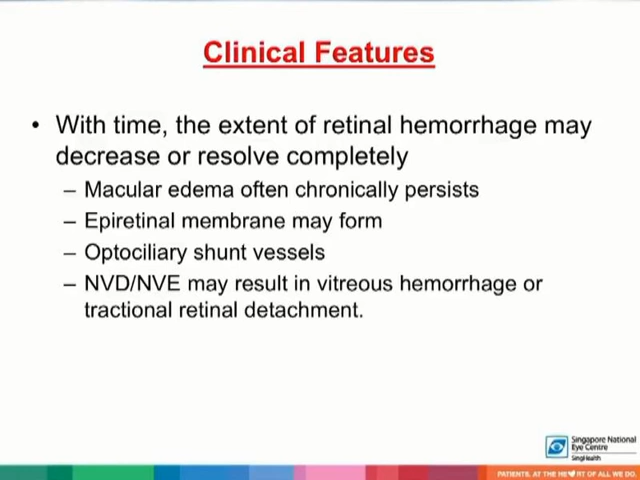 Clinical Features
• With time, the extent of retinal hemorrhage may
decrease or resolve completely
– Macular edema often chronically persists
– Epiretinal membrane may form
– Optociliary shunt vessels
– NVD/NVE may result in vitreous hemorrhage or
tractional retinal detachment.
Singapore National
Eye Centre
SingHealth
PATIENTS. AT THE HE♥RT OF ALL WE DO.